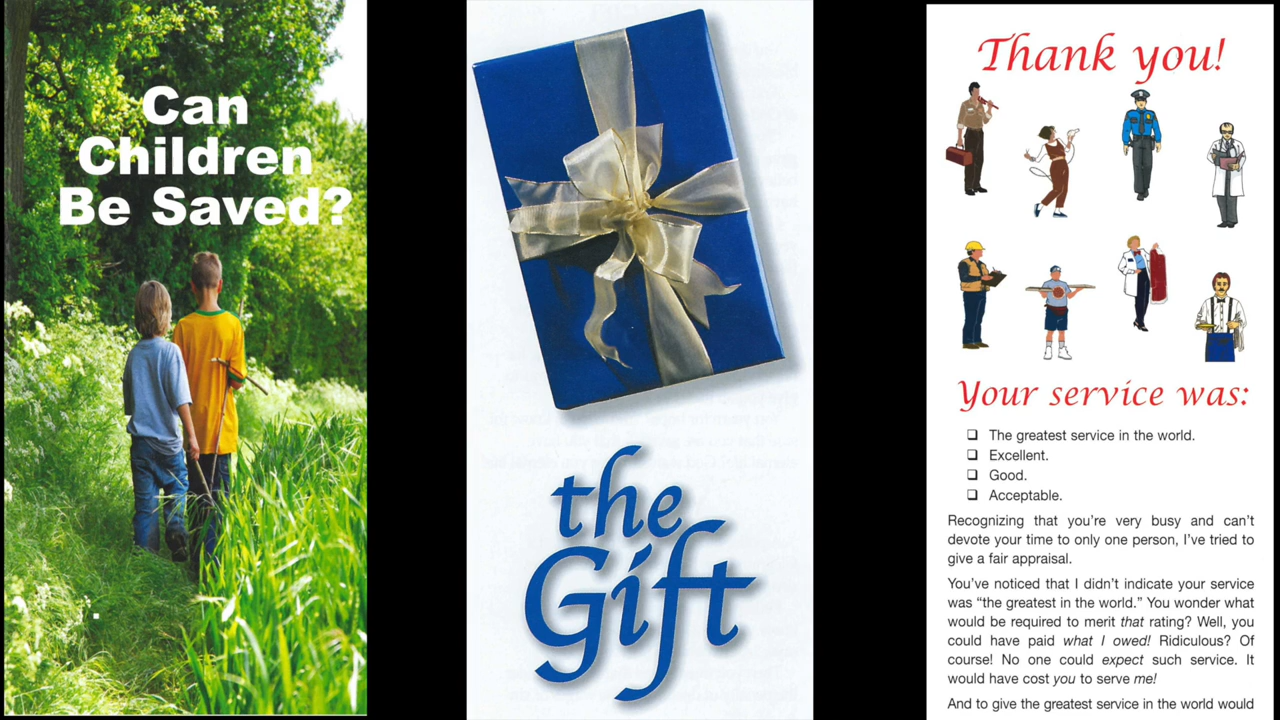 Can
Children
Be Saved?
the
Gift
Thank you!
Your service was:
❑ The greatest service in the world.
❑ Excellent.
❑ Good.
❑ Acceptable.
Recognizing that you're very busy and can't
devote your time to only one person, I've tried to
give a fair appraisal.
You've noticed that I didn't indicate your service
was “the greatest in the world.” You wonder what
would be required to merit that rating? Well, you
could have paid what I owed! Ridiculous? Of
course! No one could expect such service. It
would have cost you to serve me!
And to give the greatest service in the world would